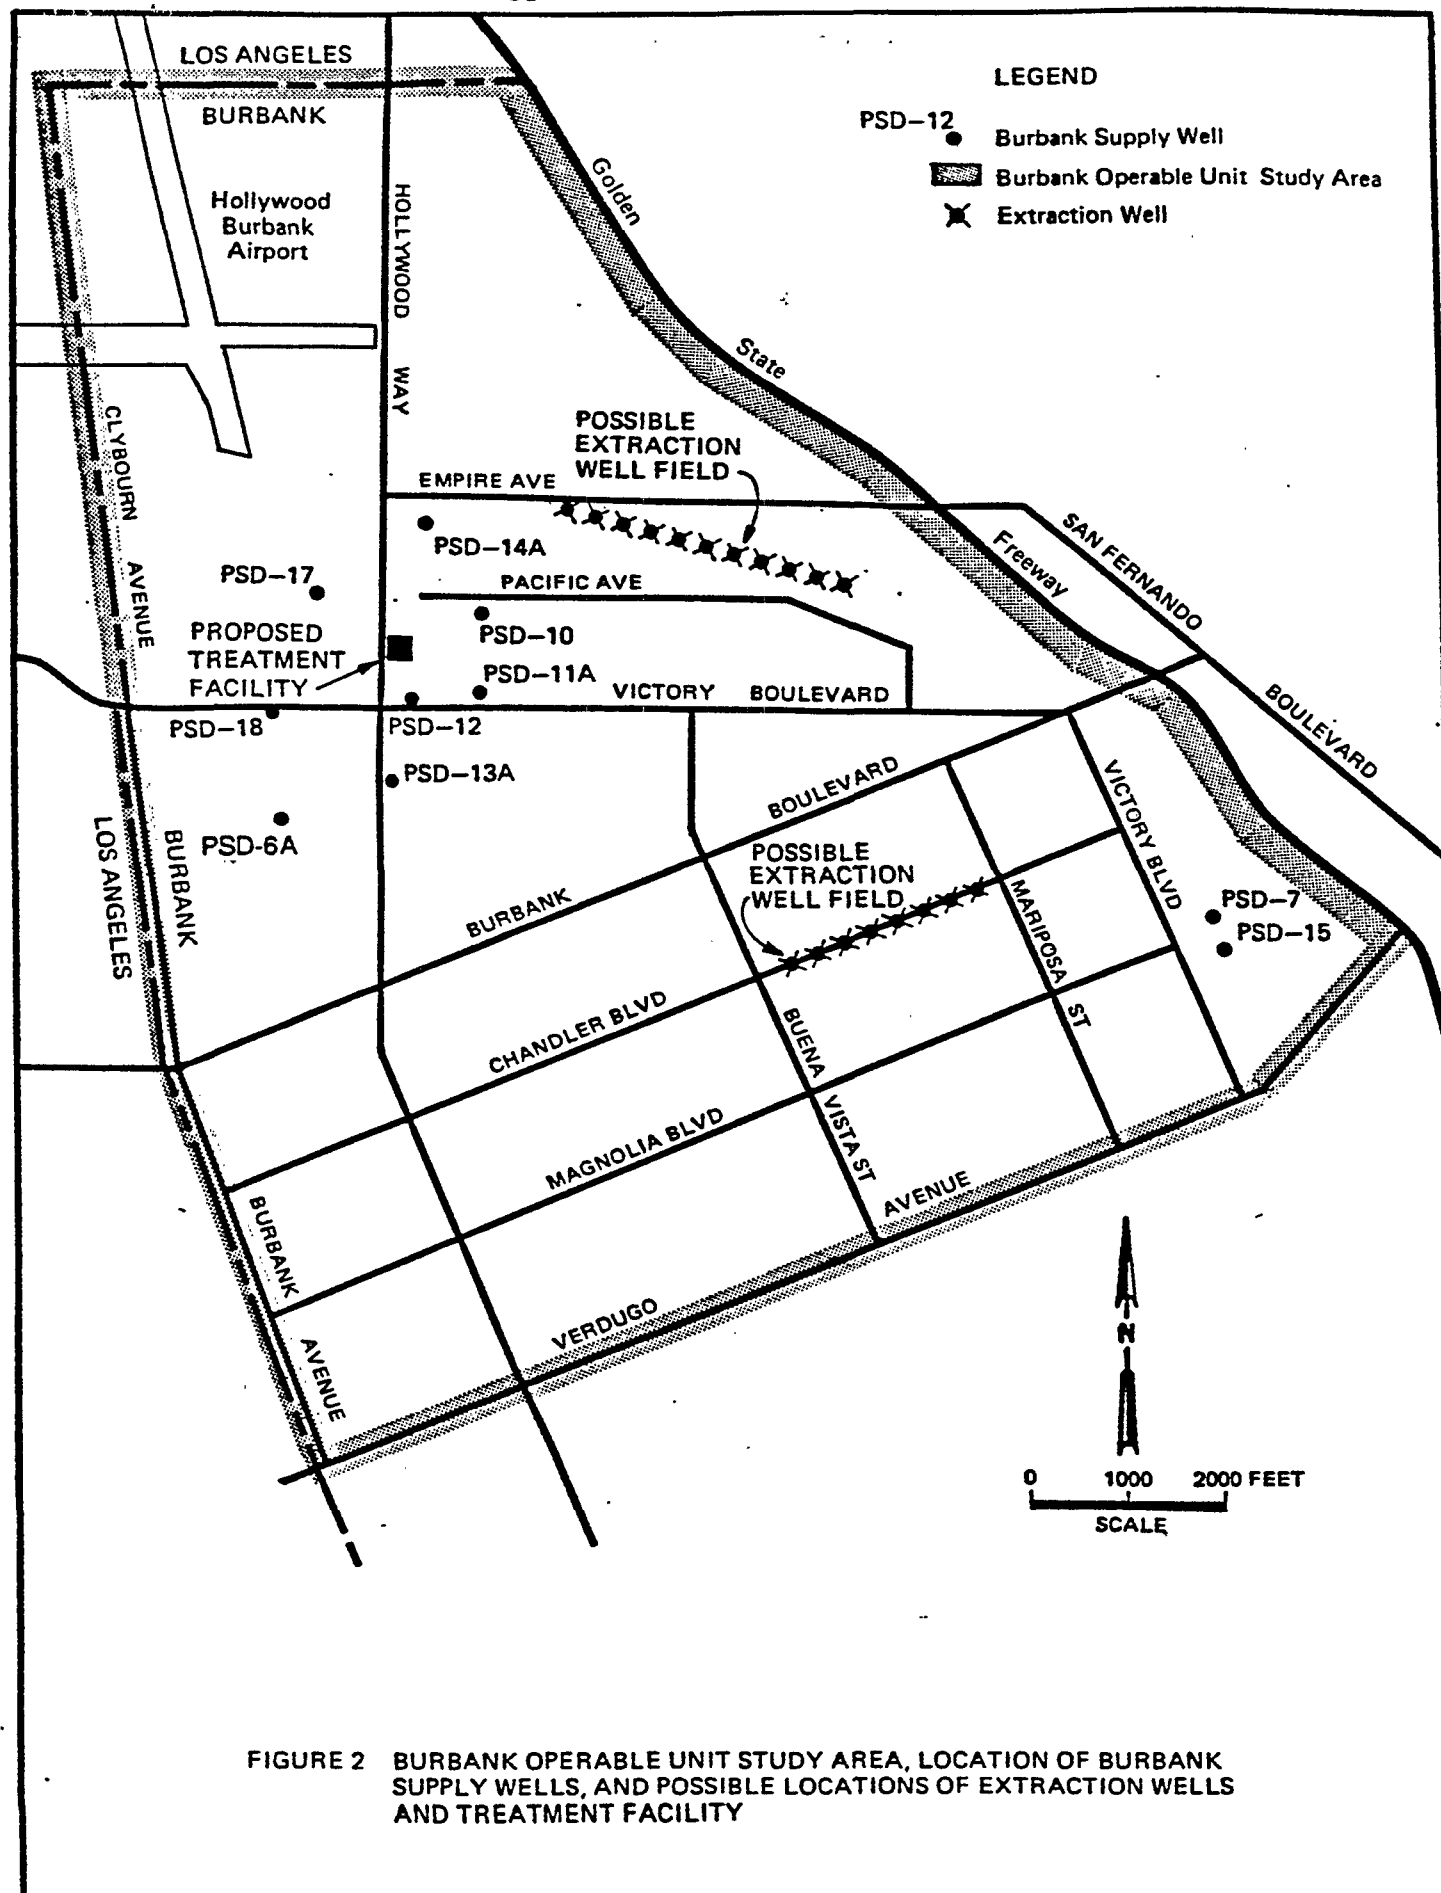 LOS ANGELES
BURBANK
Hollywood
Burbank
Airport
HOLLYWOOD WAY
Golden
State
Freeway
LEGEND
PSD-12
Burbank Supply Well
Burbank Operable Unit Study Area
Extraction Well
CLYBOURN AVENUE
POSSIBLE
EXTRACTION
WELL FIELD
EMPIRE AVE
PSD-14A
PSD-17
PACIFIC AVE
PSD-10
PROPOSED
TREATMENT
FACILITY
PSD-11A
VICTORY BOULEVARD
PSD-18
PSD-12
PSD-13A
PSD-6A
SAN FERNANDO
BOULEVARD
LOS ANGELES
BURBANK
BURBANK BOULEVARD
VICTORY BLVD
POSSIBLE
EXTRACTION
WELL FIELD
MARIPOSA ST
PSD-7
PSD-15
CHANDLER BLVD
BUENA VISTA ST
MAGNOLIA BLVD
BURBANK
AVENUE
VERDUGO AVENUE
N
0 1000 2000 FEET
SCALE
FIGURE 2 BURBANK OPERABLE UNIT STUDY AREA, LOCATION OF BURBANK
SUPPLY WELLS, AND POSSIBLE LOCATIONS OF EXTRACTION WELLS
AND TREATMENT FACILITY